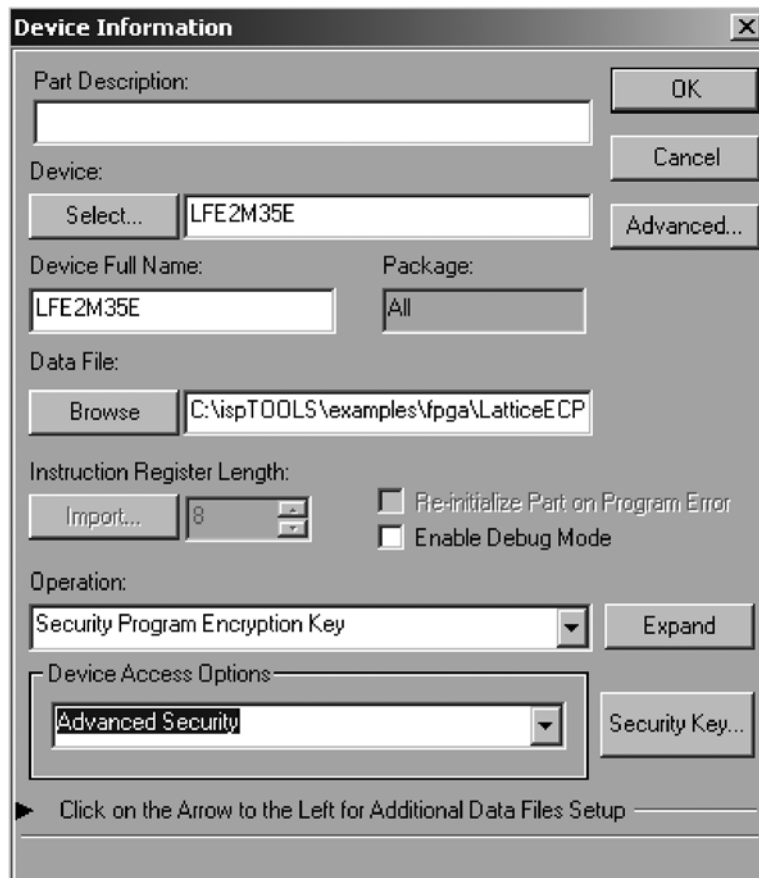 Device Information
Part Description:
OK
Device:
Cancel
Select...
LFE2M35E
Advanced...
Device Full Name:
Package:
LFE2M35E
All
Data File:
Browse
C:\ispTOOLS\examples\fpga\LatticeECP
Instruction Register Length:
Import...
8
Re-initialize Part on Program Error
Enable Debug Mode
Operation:
Security Program Encryption Key
Expand
Device Access Options
Advanced Security
Security Key...
Click on the Arrow to the Left for Additional Data Files Setup